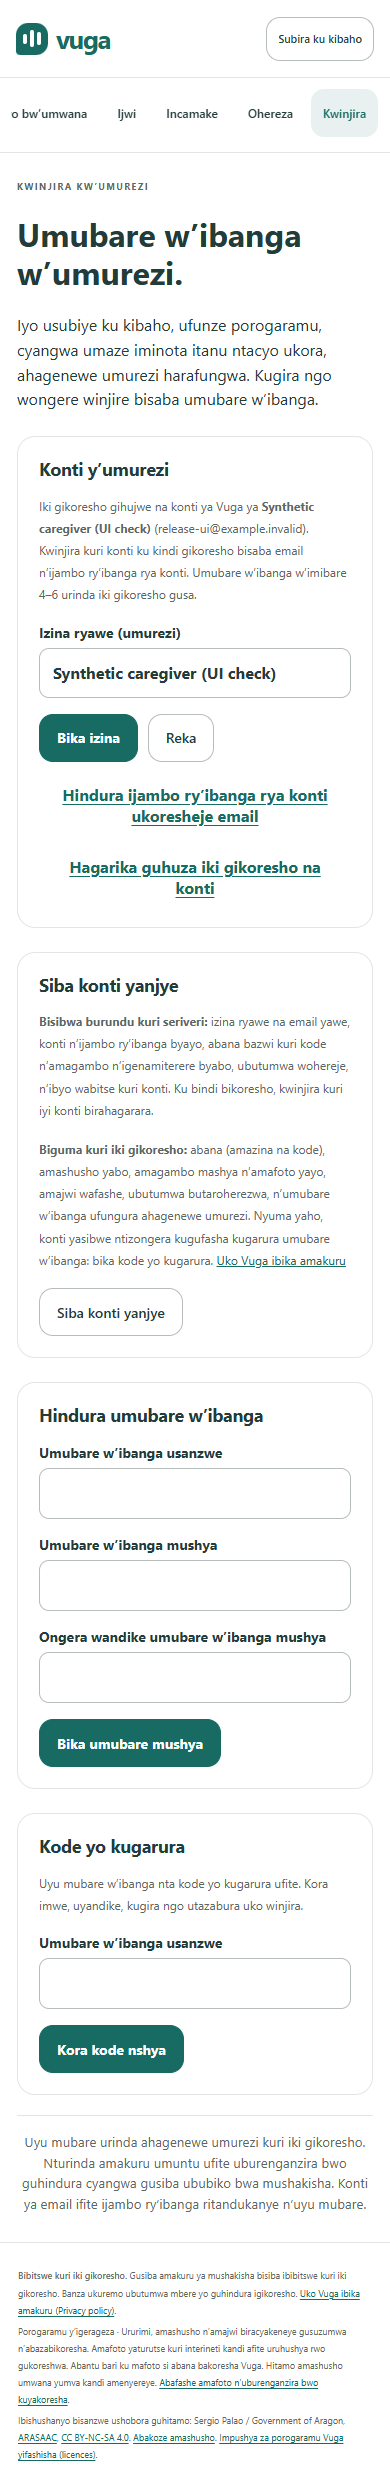 vuga
Subira ku kibaho
o bw’umwana
Ijwi
Incamake
Ohereza
Kwinjira
KWINJIRA KW’UMUREZI
Umubare w’ibanga
w’umurezi.
Iyo usubiye ku kibaho, ufunze porogaramu,
cyangwa umaze iminota itanu ntacyo ukora,
ahagenewe umurezi harafungwa. Kugira ngo
wongere winjire bisaba umubare w’ibanga.
Konti y’umurezi
Iki gikoresho gihujwe na konti ya Vuga ya Synthetic
caregiver (UI check) (release-ui@example.invalid).
Kwinjira kuri konti ku kindi gikoresho bisaba email
n’ijambo ry’ibanga rya konti. Umubare w’ibanga w’imibare
4–6 urinda iki gikoresho gusa.
Izina ryawe (umurezi)
Synthetic caregiver (UI check)
Bika izina
Reka
Hindura ijambo ry’ibanga rya konti
ukoresheje email
Hagarika guhuza iki gikoresho na
konti
Siba konti yanjye
Bisibwa burundu kuri seriveri: izina ryawe na email yawe,
konti n’ijambo ry’ibanga byayo, abana bazwi kuri kode
n’amagambo n’igenamiterere byabo, ubutumwa wohereje,
n’ibyo wabitse kuri konti. Ku bindi bikoresho, kwinjira kuri
iyi konti birahagarara.
Biguma kuri iki gikoresho: abana (amazina na kode),
amashusho yabo, amagambo mashya n’amafoto yayo,
amajwi wafashe, ubutumwa butaroherezwa, n’umubare
w’ibanga ufungura ahagenewe umurezi. Nyuma yaho,
konti yasibwe ntizongera kugufasha kugarura umubare
w’ibanga: bika kode yo kugarura. Uko Vuga ibika amakuru
Siba konti yanjye
Hindura umubare w’ibanga
Umubare w’ibanga usanzwe
Umubare w’ibanga mushya
Ongera wandike umubare w’ibanga mushya
Bika umubare mushya
Kode yo kugarura
Uyu mubare w’ibanga nta kode yo kugarura ufite. Kora
imwe, uyandike, kugira ngo utazabura uko winjira.
Umubare w’ibanga usanzwe
Kora kode nshya
Uyu mubare urinda ahagenewe umurezi kuri iki gikoresho.
Nturinda amakuru umuntu ufite uburenganzira bwo
guhindura cyangwa gusiba ububiko bwa mushakisha. Konti
ya email ifite ijambo ry’ibanga ritandukanye n’uyu mubare.
Bibitswe kuri iki gikoresho. Gusiba amakuru ya mushakisha bisiba ibibitswe kuri iki
gikoresho. Banza ukuremo ubutumwa mbere yo guhindura igikoresho. Uko Vuga ibika
amakuru (Privacy policy).
Porogaramu y’igerageza · Ururimi, amashusho n’amajwi biracyakeneye gusuzumwa
n’abazabikoresha. Amafoto yaturutse kuri interineti kandi afite uruhushya rwo
gukoreshwa. Abantu bari ku mafoto si abana bakoresha Vuga. Hitamo amashusho
umwana yumva kandi amenyereye. Abafashe amafoto n’uburenganzira bwo
kuyakoresha.
Ibishushanyo bisanzwe ushobora guhitamo: Sergio Palao / Government of Aragon,
ARASAAC, CC BY-NC-SA 4.0. Abakoze amashusho. Impushya za porogaramu Vuga
yifashisha (licences).